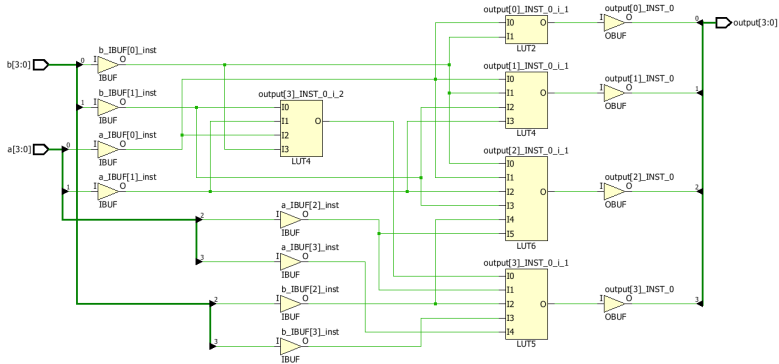 output[0]_INST_0_i_1
output[0]_INST_0
I0 O I O 0 output[3:0]
I1
LUT2 OBUF
b_IBUF[0]_inst
b[3:0] 0 I O
IBUF
output[1]_INST_0_i_1
output[1]_INST_0
I0
I1 O I O 1
I2
I3
LUT4
OBUF
b_IBUF[1]_inst
1 I O
IBUF
output[3]_INST_0_i_2
I0
I1 O
I2
I3
LUT4
a_IBUF[0]_inst
a[3:0] 0 I O
IBUF
a_IBUF[1]_inst
1 I O
IBUF
output[2]_INST_0_i_1
output[2]_INST_0
I0
I1
I2 O I O 2
I3
I4
I5
LUT6
OBUF
a_IBUF[2]_inst
2 I O
IBUF
a_IBUF[3]_inst
3 I O
IBUF
output[3]_INST_0_i_1
output[3]_INST_0
I0
I1
I2 O I O 3
I3
I4
LUT5
OBUF
b_IBUF[2]_inst
2 I O
IBUF
b_IBUF[3]_inst
3 I O
IBUF